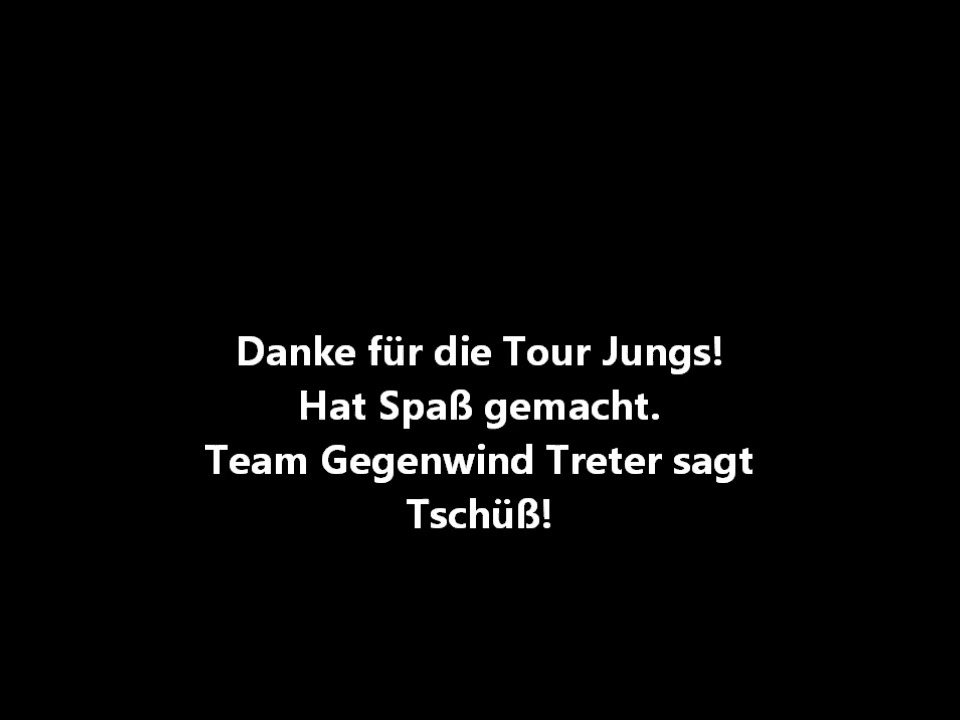 Danke für die Tour Jungs!
Hat Spaß gemacht.
Team Gegenwind Treter sagt
Tschüß!